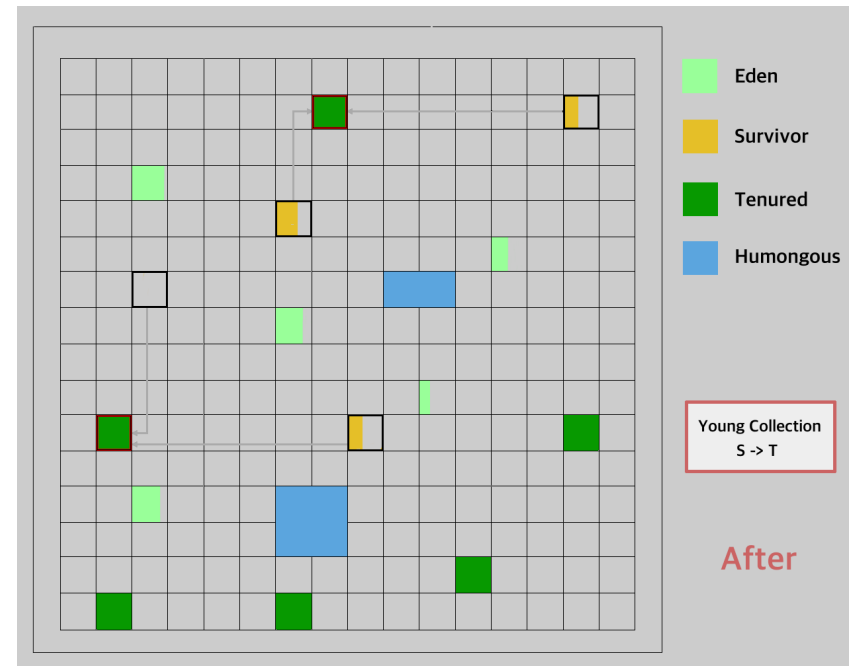 Eden
Survivor
Tenured
Humongous
Young Collection
S -> T
After